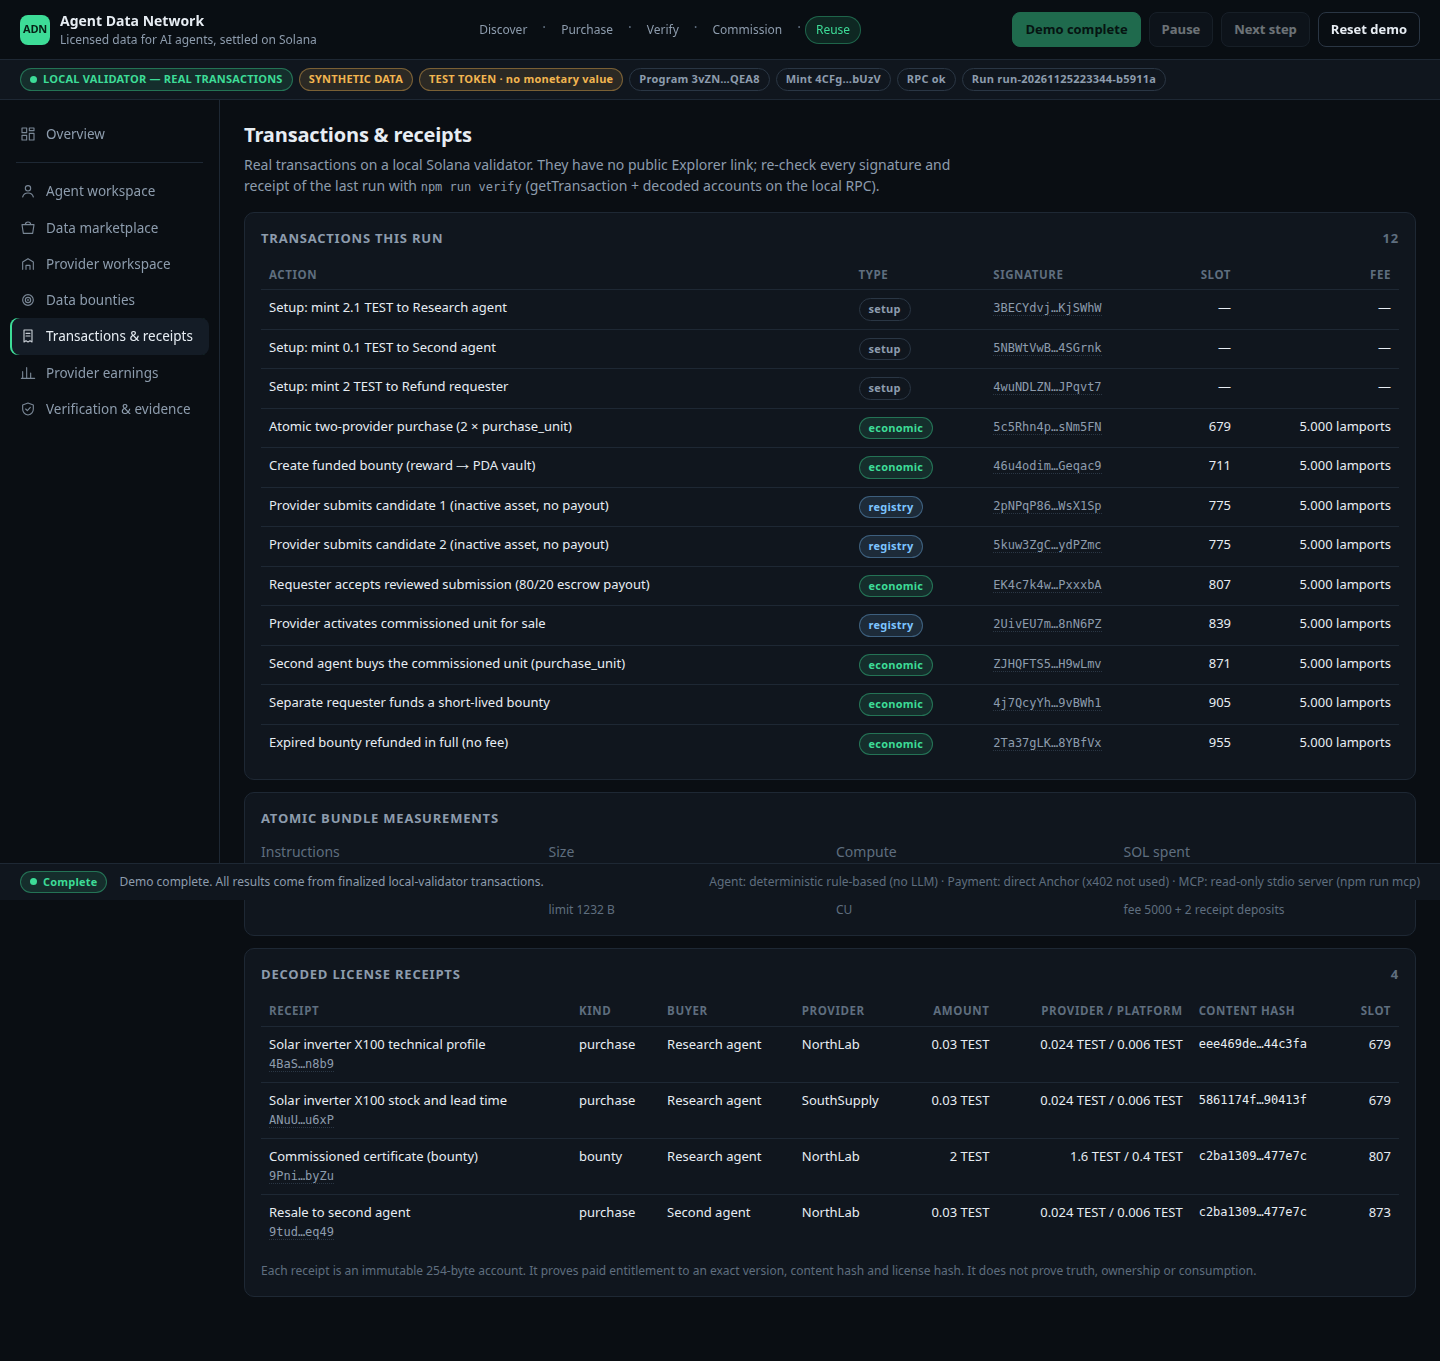 ADN
Agent Data Network
Licensed data for AI agents, settled on Solana
Discover · Purchase · Verify · Commission · Reuse
Demo complete
Pause
Next step
Reset demo
LOCAL VALIDATOR — REAL TRANSACTIONS
SYNTHETIC DATA
TEST TOKEN · no monetary value
Program 3vZN…QEA8
Mint 4CFg…bUzV
RPC ok
Run run-20261125223344-b5911a
Overview
Agent workspace
Data marketplace
Provider workspace
Data bounties
Transactions & receipts
Provider earnings
Verification & evidence
Transactions & receipts
Real transactions on a local Solana validator. They have no public Explorer link; re-check every signature and
receipt of the last run with npm run verify (getTransaction + decoded accounts on the local RPC).
TRANSACTIONS THIS RUN 12
ACTION TYPE SIGNATURE SLOT FEE
Setup: mint 2.1 TEST to Research agent setup 3BECYdvj…KjSWhW — —
Setup: mint 0.1 TEST to Second agent setup 5NBWtVwB…4SGrnk — —
Setup: mint 2 TEST to Refund requester setup 4wuNDLZN…JPqvt7 — —
Atomic two-provider purchase (2 × purchase_unit) economic 5c5Rhn4p…sNm5FN 679 5.000 lamports
Create funded bounty (reward → PDA vault) economic 46u4odim…Geqac9 711 5.000 lamports
Provider submits candidate 1 (inactive asset, no payout) registry 2pNPqP86…WsX1Sp 775 5.000 lamports
Provider submits candidate 2 (inactive asset, no payout) registry 5kuw3ZgC…ydPZmc 775 5.000 lamports
Requester accepts reviewed submission (80/20 escrow payout) economic EK4c7k4w…PxxxbA 807 5.000 lamports
Provider activates commissioned unit for sale registry 2UivEU7m…8nN6PZ 839 5.000 lamports
Second agent buys the commissioned unit (purchase_unit) economic ZJHQFTS5…H9wLmv 871 5.000 lamports
Separate requester funds a short-lived bounty economic 4j7QcyYh…9vBWh1 905 5.000 lamports
Expired bounty refunded in full (no fee) economic 2Ta37gLK…8YBfVx 955 5.000 lamports
ATOMIC BUNDLE MEASUREMENTS
Instructions Size Compute SOL spent
Complete Demo complete. All results come from finalized local-validator transactions. Agent: deterministic rule-based (no LLM) · Payment: direct Anchor (x402 not used) · MCP: read-only stdio server (npm run mcp)
limit 1232 B CU fee 5000 + 2 receipt deposits
DECODED LICENSE RECEIPTS 4
RECEIPT KIND BUYER PROVIDER AMOUNT PROVIDER / PLATFORM CONTENT HASH SLOT
Solar inverter X100 technical profile purchase Research agent NorthLab 0.03 TEST 0.024 TEST / 0.006 TEST eee469de…44c3fa 679
4BaS…n8b9
Solar inverter X100 stock and lead time purchase Research agent SouthSupply 0.03 TEST 0.024 TEST / 0.006 TEST 5861174f…90413f 679
ANuU…u6xP
Commissioned certificate (bounty) bounty Research agent NorthLab 2 TEST 1.6 TEST / 0.4 TEST c2ba1309…477e7c 807
9Pni…byZu
Resale to second agent purchase Second agent NorthLab 0.03 TEST 0.024 TEST / 0.006 TEST c2ba1309…477e7c 873
9tud…eq49
Each receipt is an immutable 254-byte account. It proves paid entitlement to an exact version, content hash and license hash. It does not prove truth, ownership or consumption.